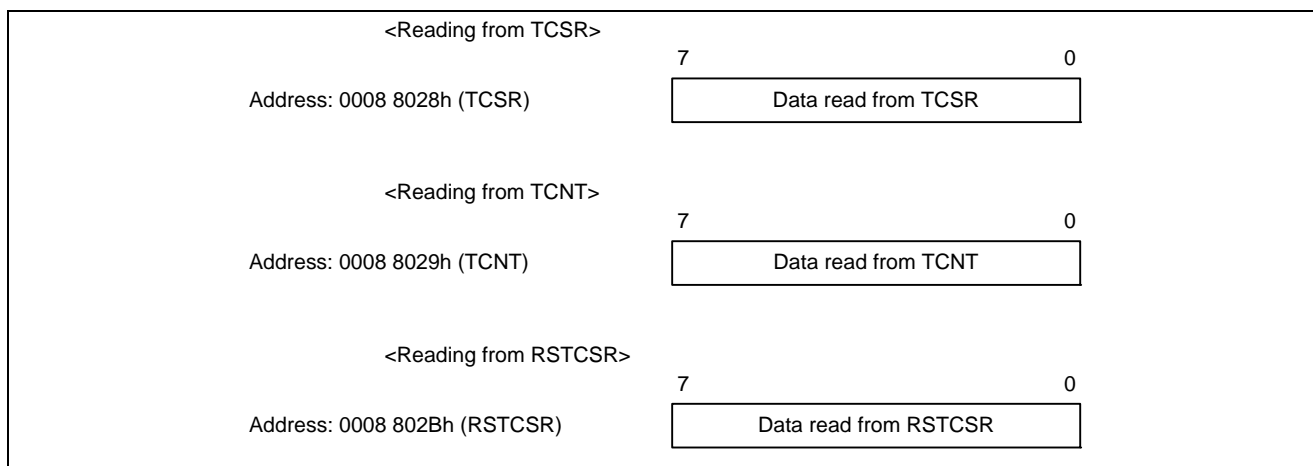 <Reading from TCSR>
7 0
Address: 0008 8028h (TCSR) Data read from TCSR
<Reading from TCNT>
7 0
Address: 0008 8029h (TCNT) Data read from TCNT
<Reading from RSTCSR>
7 0
Address: 0008 802Bh (RSTCSR) Data read from RSTCSR